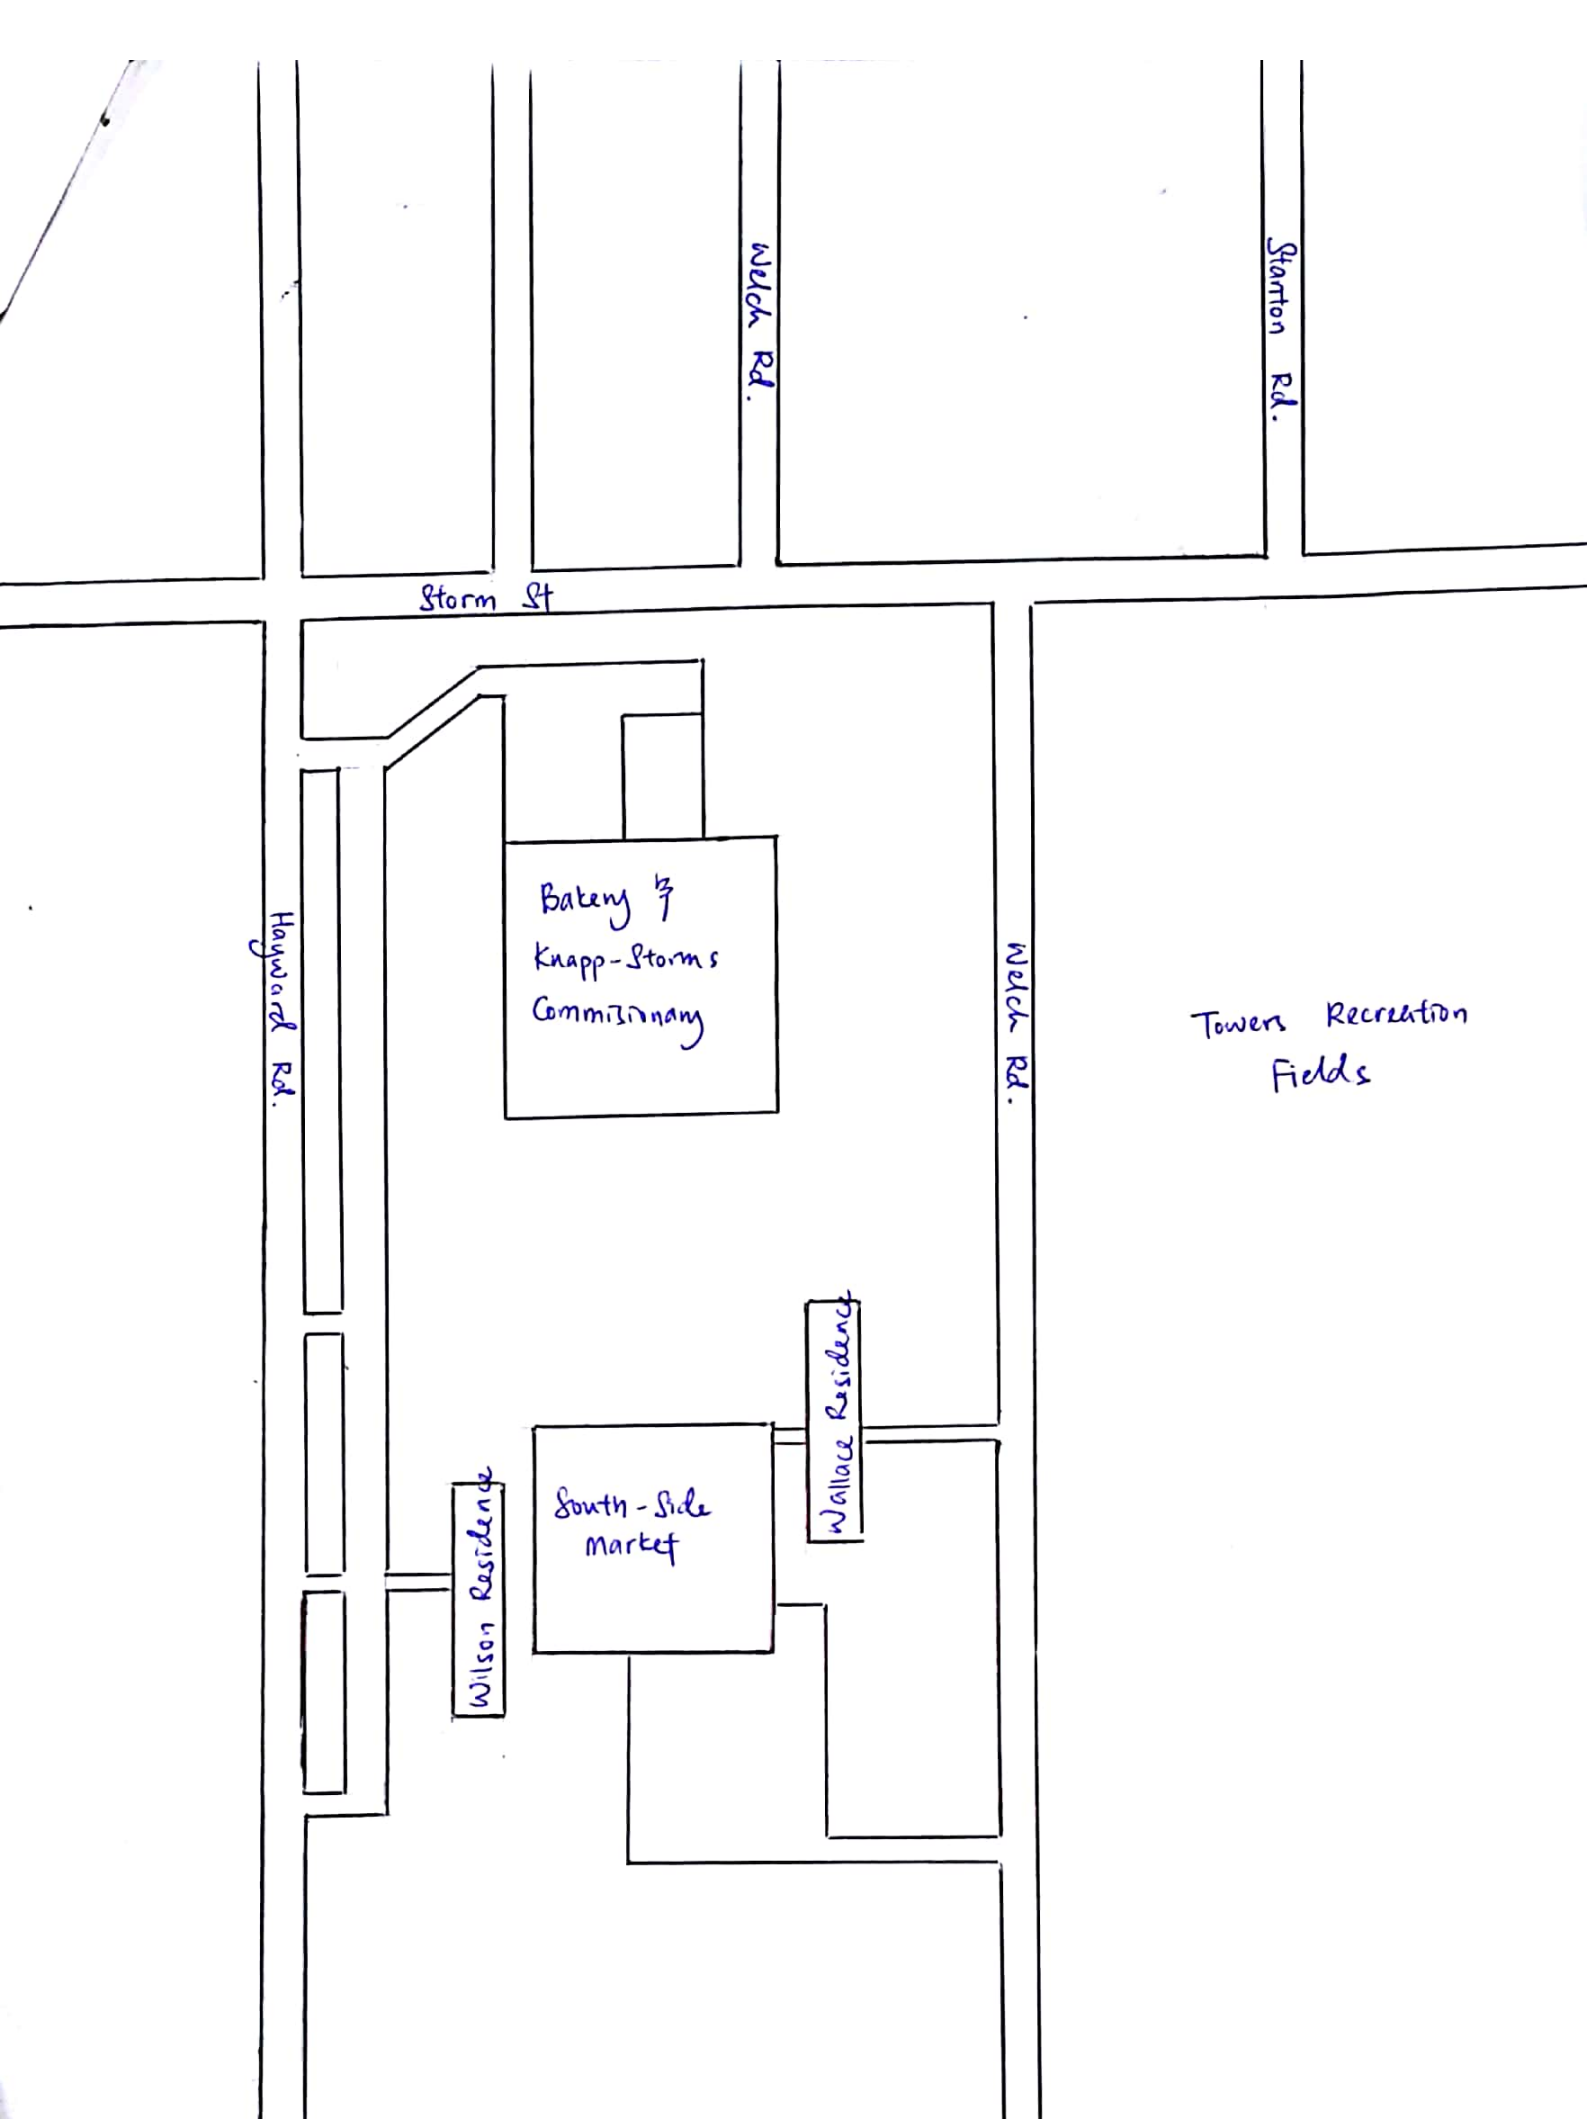 Welch Rd.
Stanton Rd.
Storm St
Bakery &
Knapp-Storms
Commisionary
Hayward Rd.
Welch Rd.
Towers Recreation
Fields
Wallace Residence
South-Side
Market
Wilson Residence